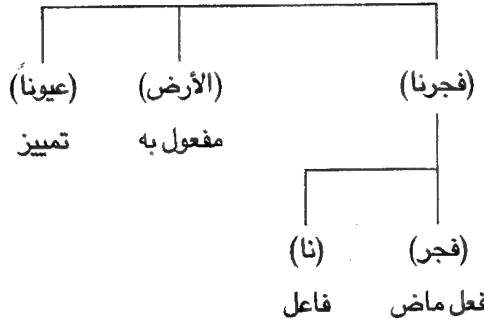 (فجرنا) (الأرض) (عيوناً)
مفعول به تمييز
(فجر) (نا)
فعل ماض فاعل